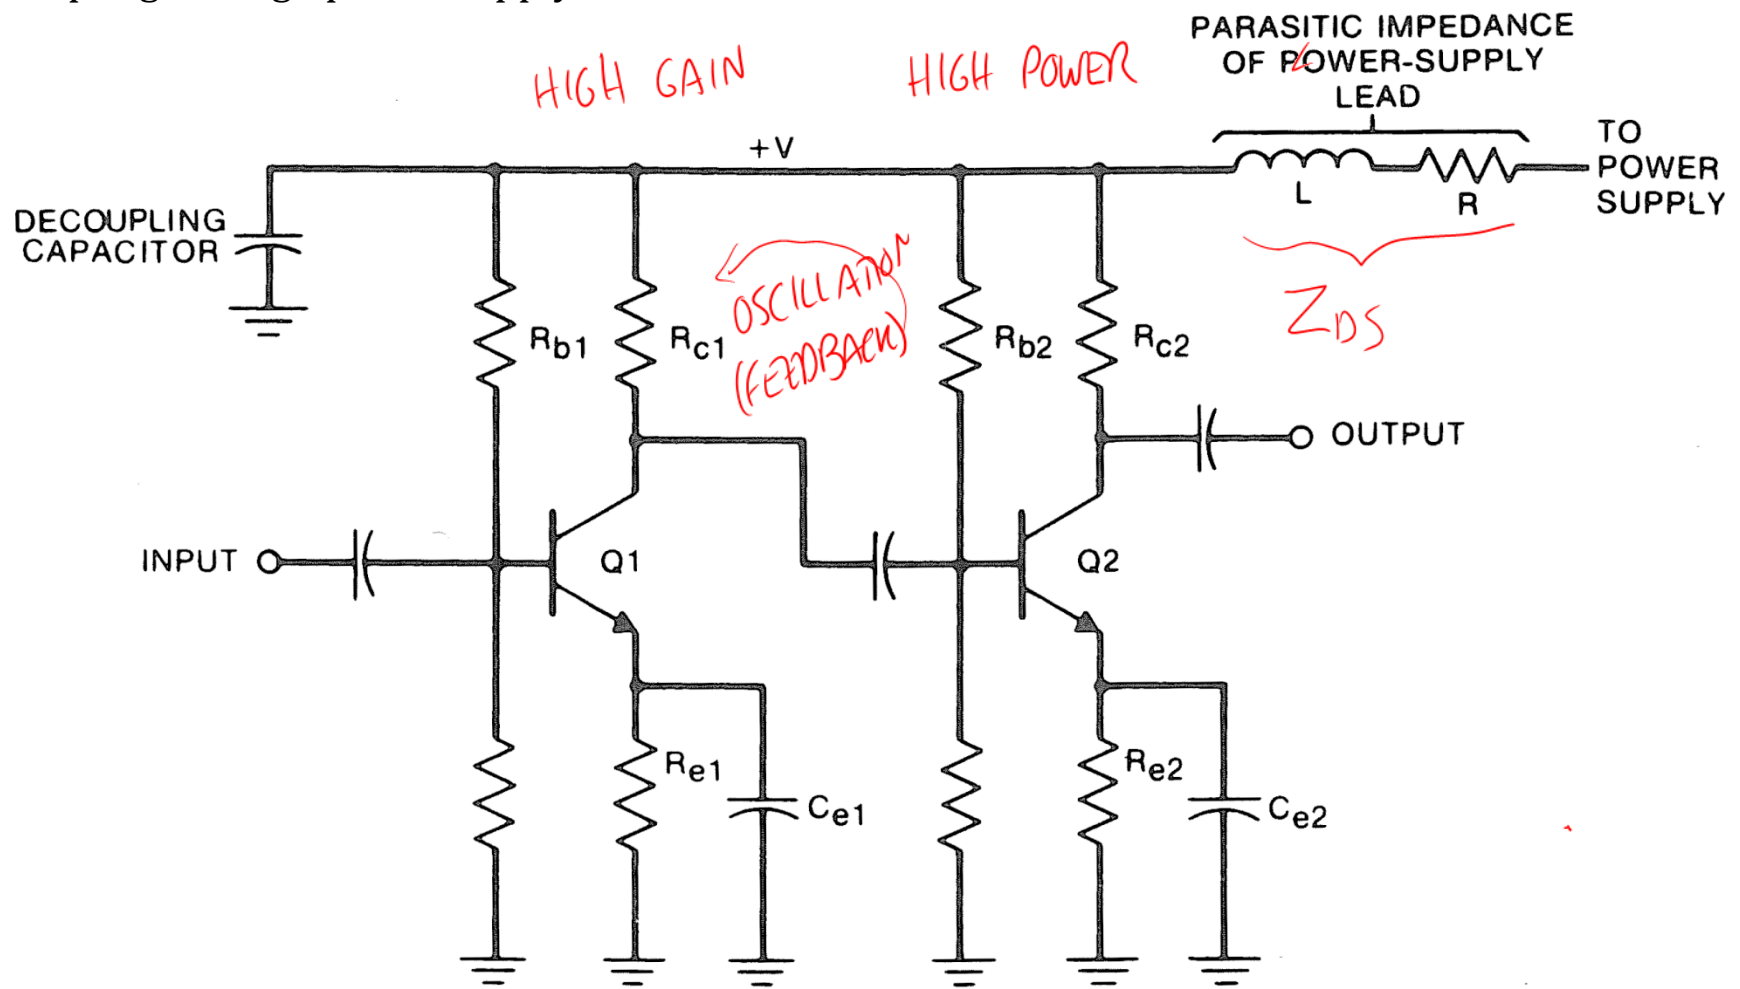 HIGH GAIN
HIGH POWER
PARASITIC IMPEDANCE
OF POWER-SUPPLY
LEAD
+V
TO
POWER
SUPPLY
L
R
DECOUPLING
CAPACITOR
ZDS
OSCILLATION
(FEEDBACK)
Rb1
Rc1
Rb2
Rc2
OUTPUT
INPUT
Q1
Q2
Re1
Ce1
Re2
Ce2